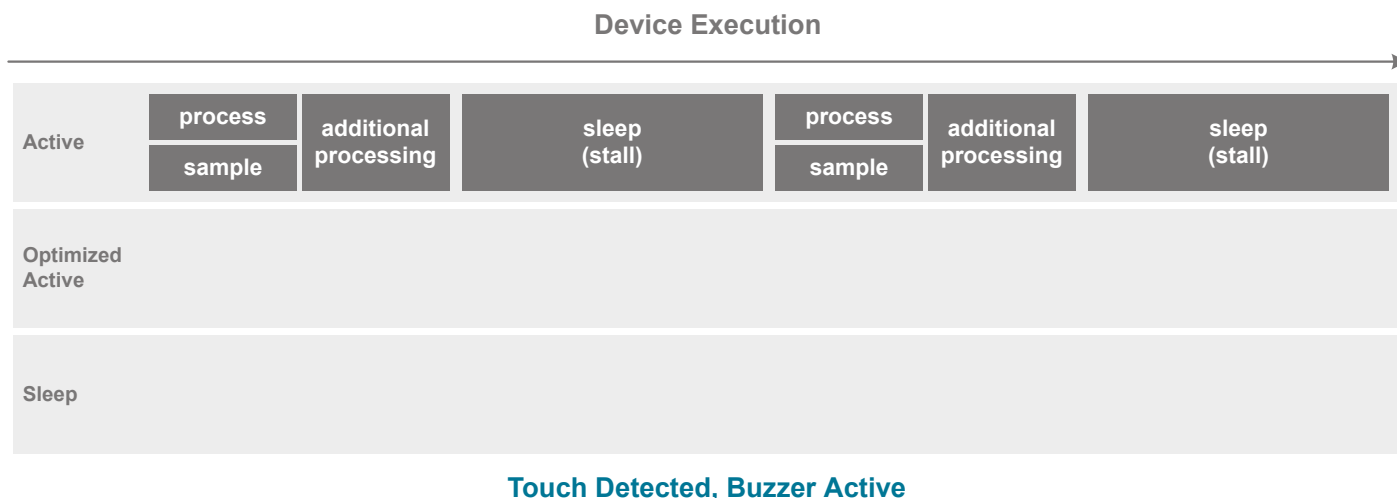 Device Execution
Active
process
sample
additional
processing
sleep
(stall)
process
sample
additional
processing
sleep
(stall)
Optimized
Active
Sleep
Touch Detected, Buzzer Active